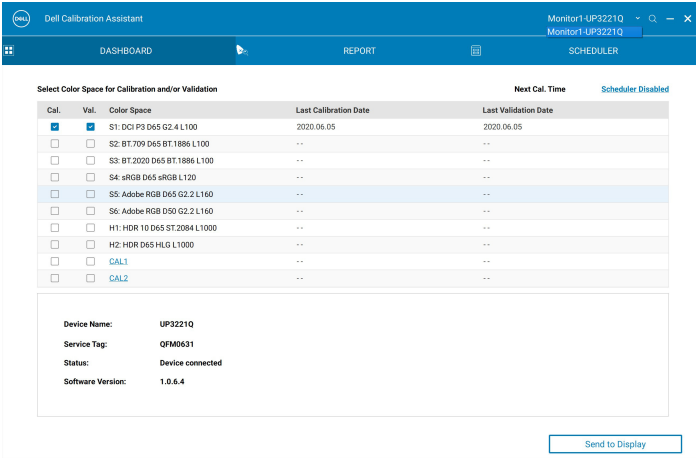 DELL Dell Calibration Assistant Monitor1-UP3221Q
Monitor1-UP3221Q
DASHBOARD REPORT SCHEDULER
Select Color Space for Calibration and/or Validation Next Cal. Time Scheduler Disabled
Cal. Val. Color Space Last Calibration Date Last Validation Date
S1: DCI P3 D65 G2.4 L100 2020.06.05 2020.06.05
S2: BT.709 D65 BT.1886 L100 -- --
S3: BT.2020 D65 BT.1886 L100 -- --
S4: sRGB D65 sRGB L120 -- --
S5: Adobe RGB D65 G2.2 L160 -- --
S6: Adobe RGB D50 G2.2 L160 -- --
H1: HDR 10 D65 ST.2084 L1000 -- --
H2: HDR D65 HLG L1000 -- --
CAL1 -- --
CAL2 -- --
Device Name: UP3221Q
Service Tag: QFM0631
Status: Device connected
Software Version: 1.0.6.4
Send to Display